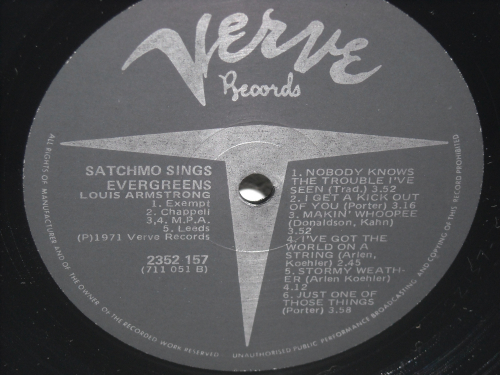 Verve
Records
SATCHMO SINGS
EVERGREENS
LOUIS ARMSTRONG
1. Exempt
2. Chappell
3,4. M.P.A.
5. Leeds
(P)1971 Verve Records
2352 157
(711 051 B)
1. NOBODY KNOWS
THE TROUBLE I'VE
SEEN (Trad.) 3.52
2. I GET A KICK OUT
OF YOU (Porter) 3.16
3. MAKIN' WHOOPEE
(Donaldson, Kahn)
3.52
4. I'VE GOT THE
WORLD ON A
STRING (Arlen,
Koehler) 2.45
5. STORMY WEATH-
ER (Arlen Koehler)
4.12
6. JUST ONE OF
THOSE THINGS
(Porter) 3.58
ALL RIGHTS OF MANUFACTURER AND OF THE OWNER OF THE RECORDED WORK RESERVED
UNAUTHORISED PUBLIC PERFORMANCE BROADCASTING AND COPYING OF THIS RECORD PROHIBITED